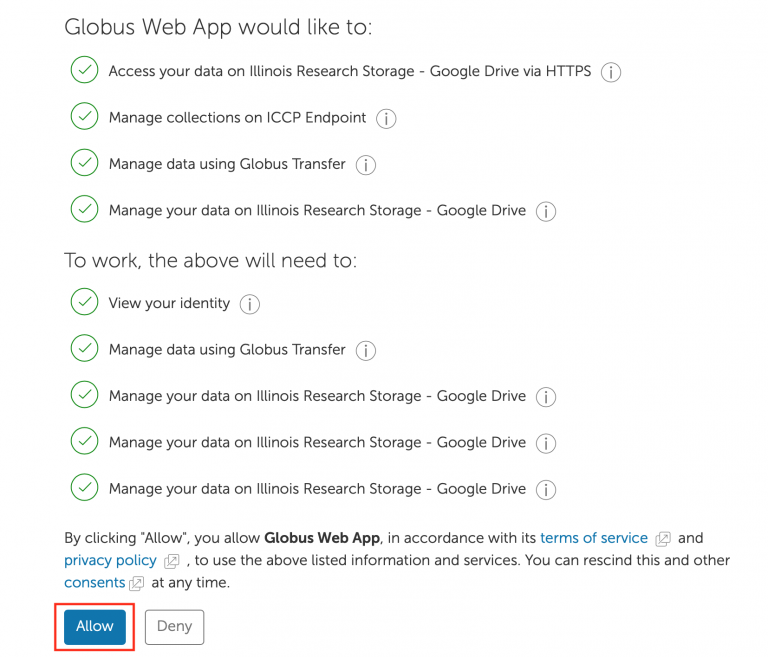 Globus Web App would like to:
Access your data on Illinois Research Storage - Google Drive via HTTPS
Manage collections on ICCP Endpoint
Manage data using Globus Transfer
Manage your data on Illinois Research Storage - Google Drive
To work, the above will need to:
View your identity
Manage data using Globus Transfer
Manage your data on Illinois Research Storage - Google Drive
Manage your data on Illinois Research Storage - Google Drive
Manage your data on Illinois Research Storage - Google Drive
By clicking "Allow", you allow Globus Web App, in accordance with its terms of service and
privacy policy , to use the above listed information and services. You can rescind this and other
consents at any time.
Allow Deny